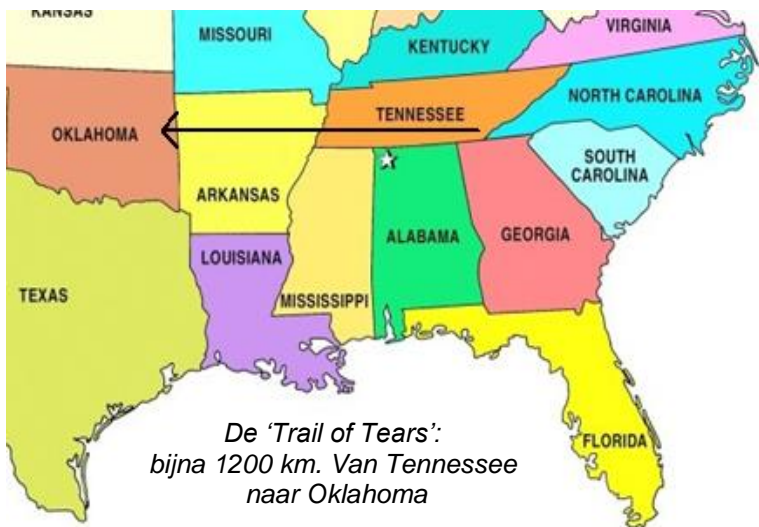 KANSAS
MISSOURI
KENTUCKY
VIRGINIA
OKLAHOMA
TENNESSEE
NORTH CAROLINA
ARKANSAS
SOUTH
CAROLINA
ALABAMA
GEORGIA
LOUISIANA
TEXAS
MISSISSIPPI
FLORIDA
De ‘Trail of Tears’:
bijna 1200 km. Van Tennessee
naar Oklahoma